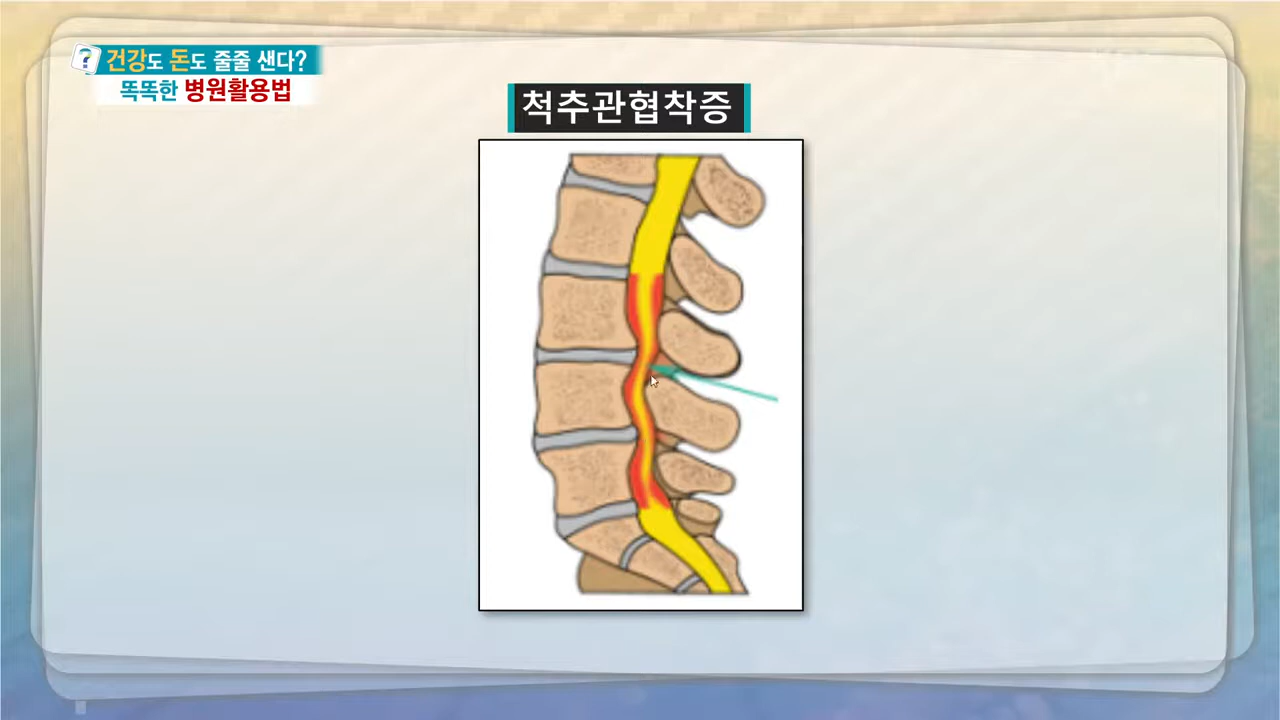 건강도 돈도 줄줄 샌다?
똑똑한 병원활용법
척추관협착증